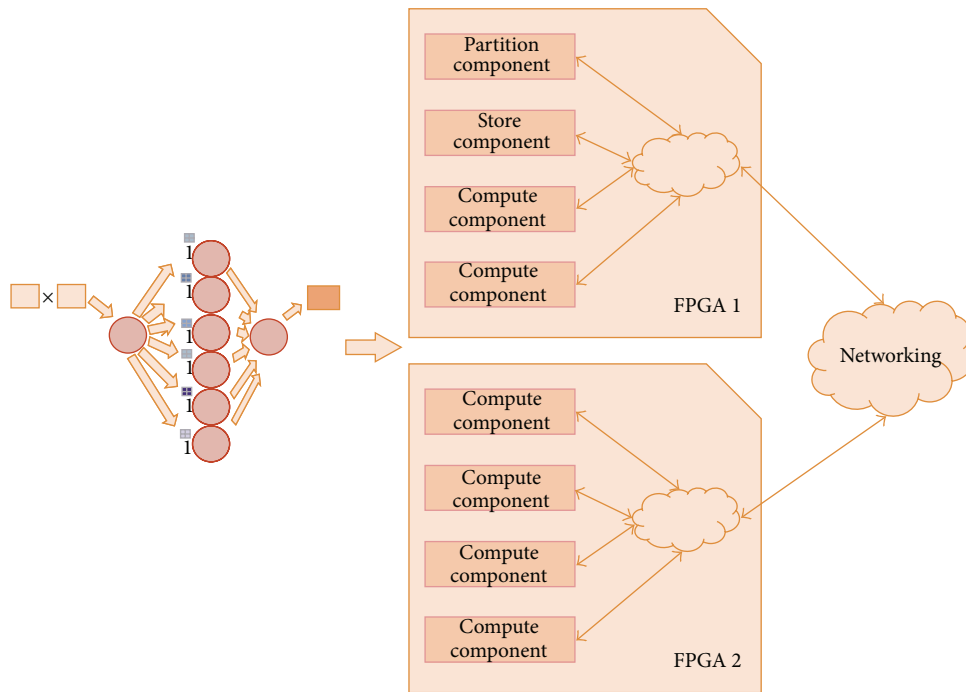 ×
1
1
1
1
1
1
Partition
component
Store
component
Compute
component
Compute
component
FPGA 1
Compute
component
Compute
component
Compute
component
Compute
component
FPGA 2
Networking